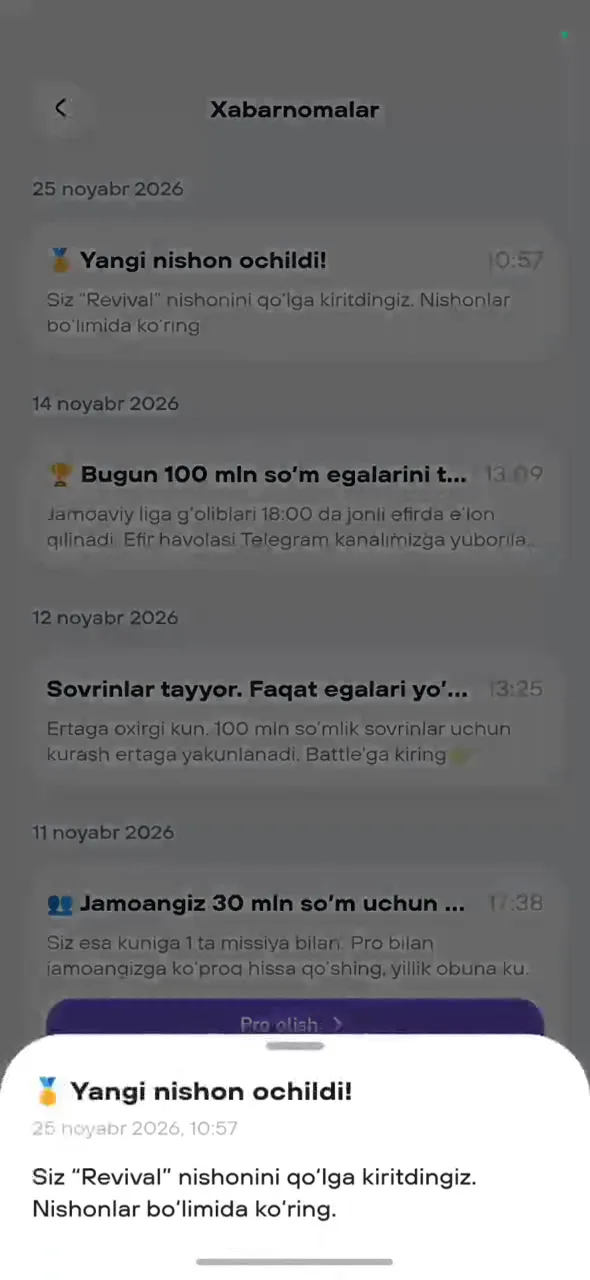 Xabarnomalar
25 noyabr 2026
Yangi nishon ochildi! 10:57
Siz "Revival" nishonini qo'lga kiritdingiz. Nishonlar
bo'limida ko'ring
14 noyabr 2026
Bugun 100 mln so'm egalarini t... 13:09
Jamoaviy liga g'oliblari 18:00 da jonli efirda e'lon
qilinadi. Efir havolasi Telegram kanalimizga yuborila...
12 noyabr 2026
Sovrinlar tayyor. Faqat egalari yo'... 13:25
Ertaga oxirgi kun. 100 mln so'mlik sovrinlar uchun
kurash ertaga yakunlanadi. Battle'ga kiring
11 noyabr 2026
Jamoangiz 30 mln so'm uchun ... 17:38
Siz esa kuniga 1 ta missiya bilan. Pro bilan
jamoangizga ko'proq hissa qo'shing, yillik obuna ku...
Pro olish
Yangi nishon ochildi!
25 noyabr 2026, 10:57
Siz "Revival" nishonini qo'lga kiritdingiz.
Nishonlar bo'limida ko'ring.